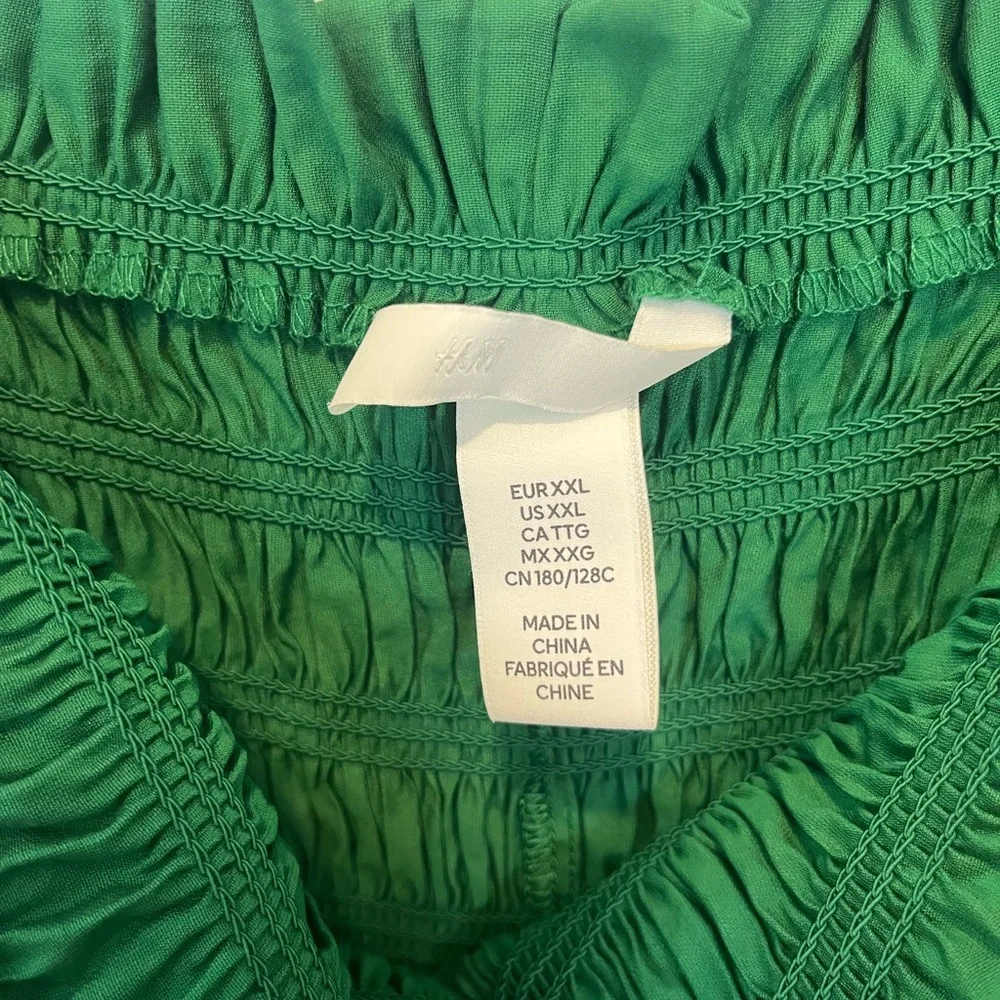 H&M
EUR XXL
US XXL
CA TTG
MX XXG
CN 180/128C
MADE IN
CHINA
FABRIQUÉ EN
CHINE